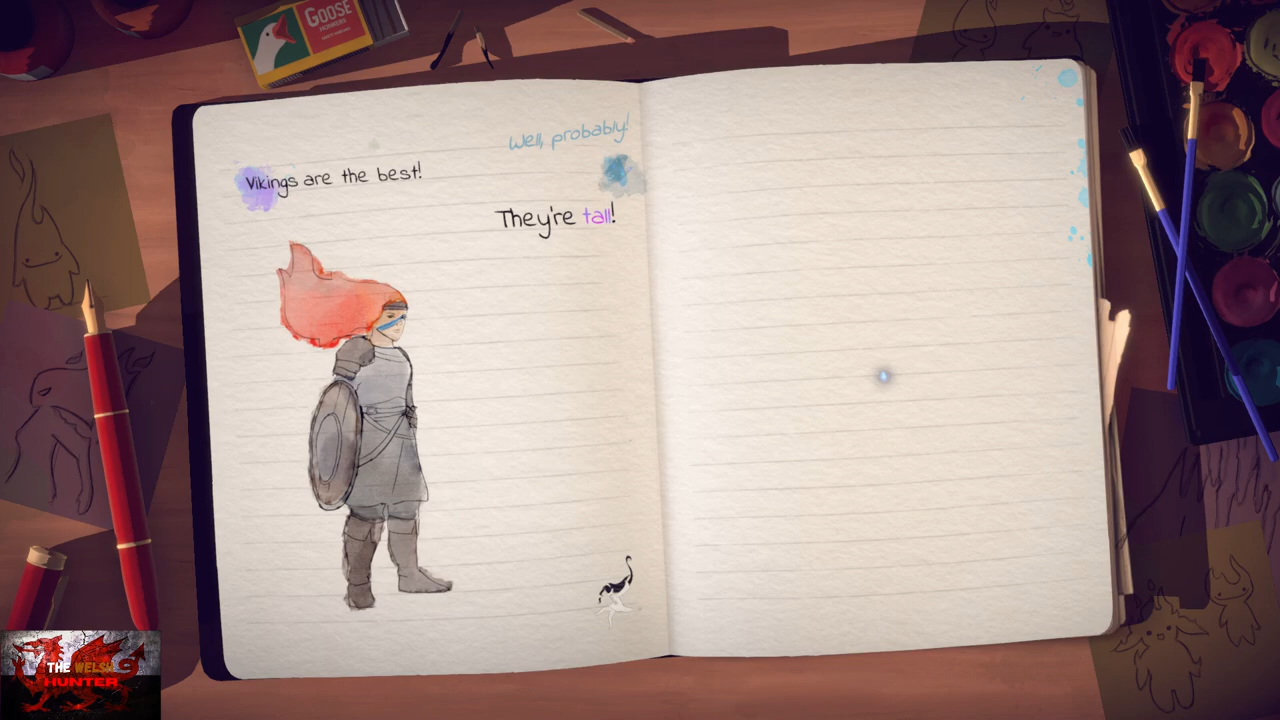 GOOSE
Well, probably!
Vikings are the best!
They're tall!
THE WELSH
HUNTER